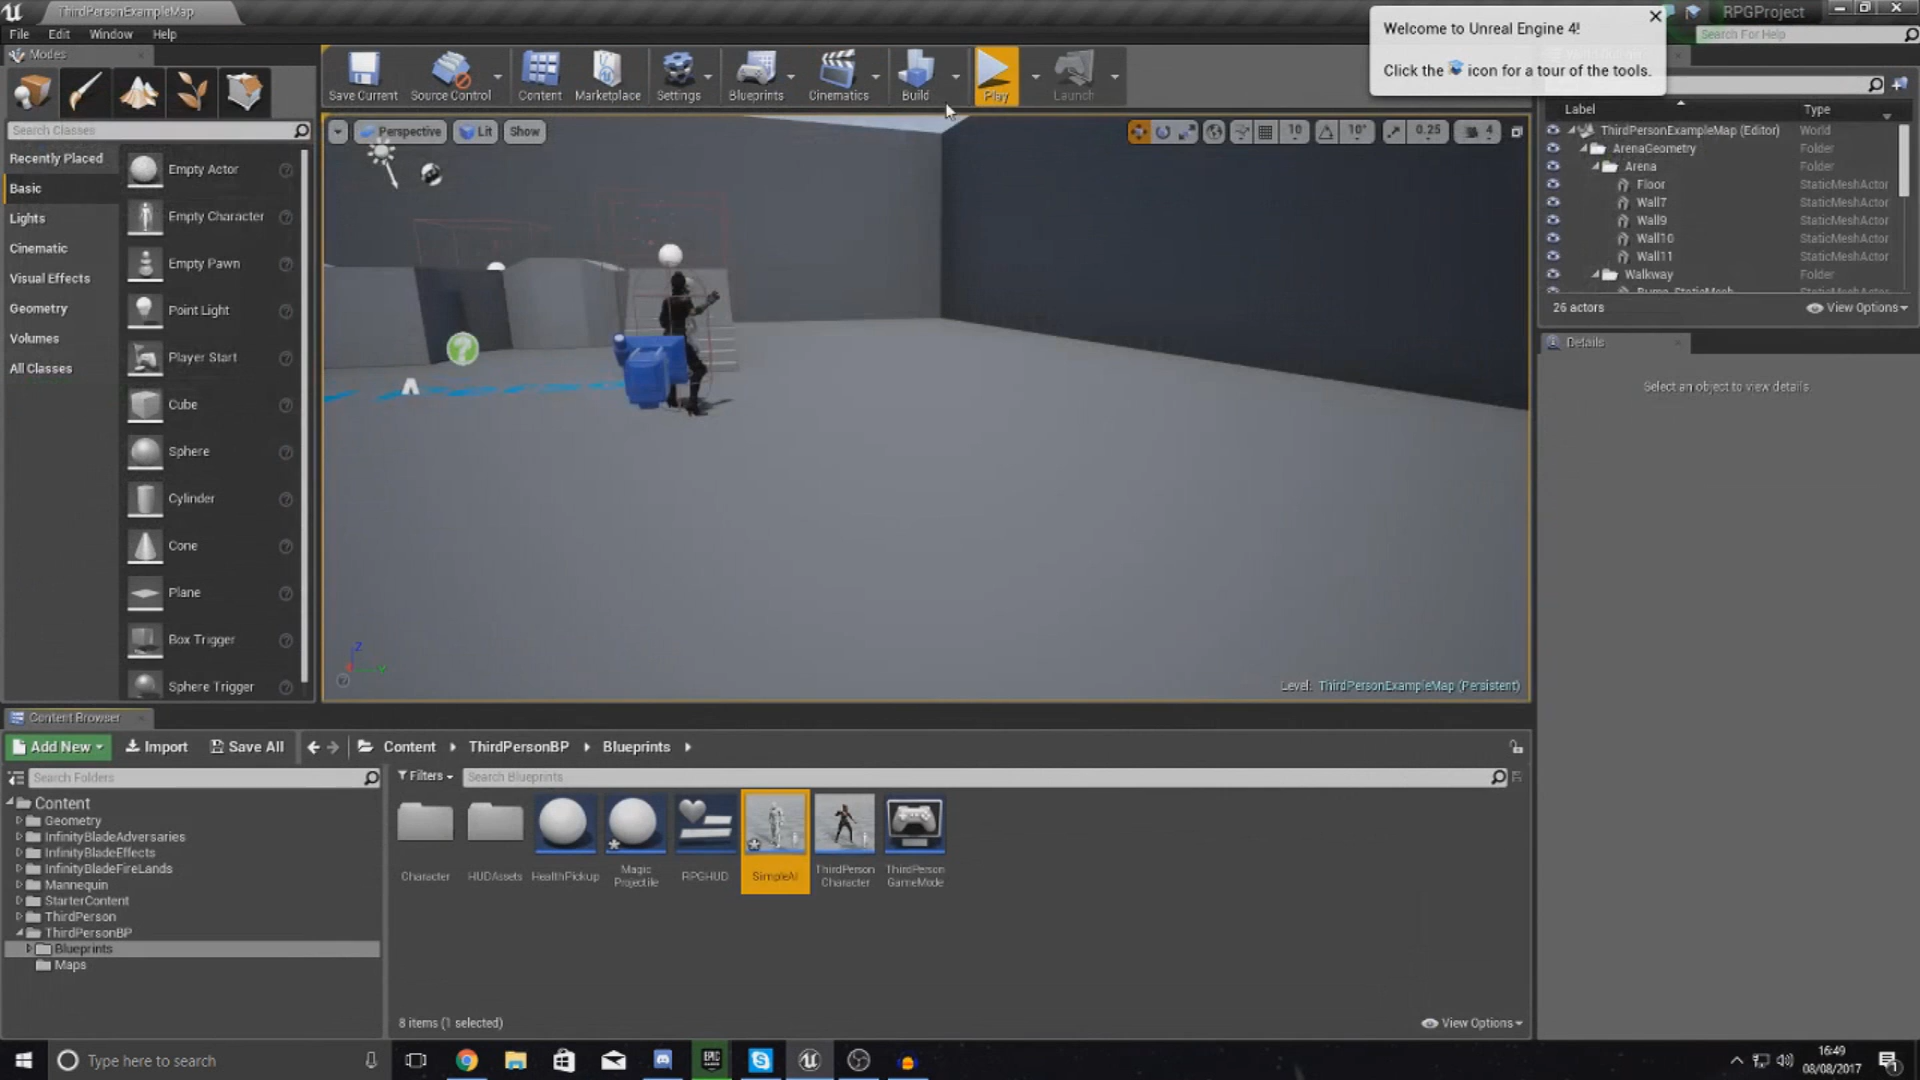 ThirdPersonExampleMap
RPGProject
File Edit Window Help
Search For Help
Welcome to Unreal Engine 4!
Click the icon for a tour of the tools.
Modes
Save Current Source Control Content Marketplace Settings Blueprints Cinematics Build Play Launch
Search Classes
Recently Placed
Basic
Lights
Cinematic
Visual Effects
Geometry
Volumes
All Classes
Empty Actor
Empty Character
Empty Pawn
Point Light
Player Start
Cube
Sphere
Cylinder
Cone
Plane
Box Trigger
Sphere Trigger
Perspective Lit Show
10 10° 0.25 4
Level: ThirdPersonExampleMap (Persistent)
Label Type
ThirdPersonExampleMap (Editor) World
ArenaGeometry Folder
Arena Folder
Floor StaticMeshActor
Wall7 StaticMeshActor
Wall9 StaticMeshActor
Wall10 StaticMeshActor
Wall11 StaticMeshActor
Walkway Folder
26 actors View Options
Details
Select an object to view details
Content Browser
Add New Import Save All Content ThirdPersonBP Blueprints
Search Folders
Filters Search Blueprints
Content
Geometry
InfinityBladeAdversaries
InfinityBladeEffects
InfinityBladeFireLands
Mannequin
StarterContent
ThirdPerson
ThirdPersonBP
Blueprints
Maps
Character
HUDAssets
HealthPickup
Magic
Projectile
RPGHUD
SimpleAI
ThirdPerson
Character
ThirdPerson
GameMode
8 items (1 selected) View Options
Type here to search
16:49
08/08/2017